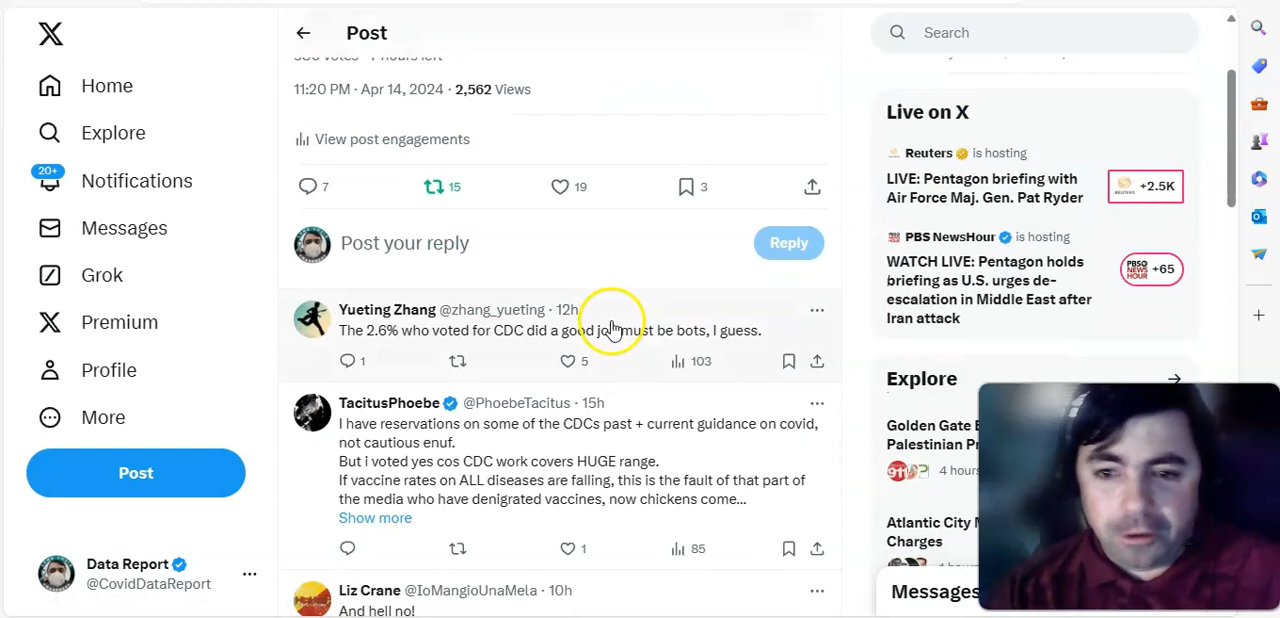 Home
Explore
20+
Notifications
Messages
Grok
Premium
Profile
More
Post
Data Report
@CovidDataReport
Post
11:20 PM · Apr 14, 2024 · 2,562 Views
View post engagements
7
15
19
3
Post your reply
Reply
Yueting Zhang @zhang_yueting · 12h
The 2.6% who voted for CDC did a good job must be bots, I guess.
1
5
103
TacitusPhoebe @PhoebeTacitus · 15h
I have reservations on some of the CDCs past + current guidance on covid,
not cautious enuf.
But i voted yes cos CDC work covers HUGE range.
If vaccine rates on ALL diseases are falling, this is the fault of that part of
the media who have denigrated vaccines, now chickens come…
Show more
1
85
Liz Crane @IoMangioUnaMela · 10h
And hell no!
Search
Live on X
Reuters is hosting
LIVE: Pentagon briefing with
Air Force Maj. Gen. Pat Ryder
REUTERS
+2.5K
PBS NewsHour is hosting
WATCH LIVE: Pentagon holds
briefing as U.S. urges de-
escalation in Middle East after
Iran attack
PBS NEWS HOUR
+65
Explore
Golden Gate
Palestinian
4 hours
Atlantic City
Charges
Messages